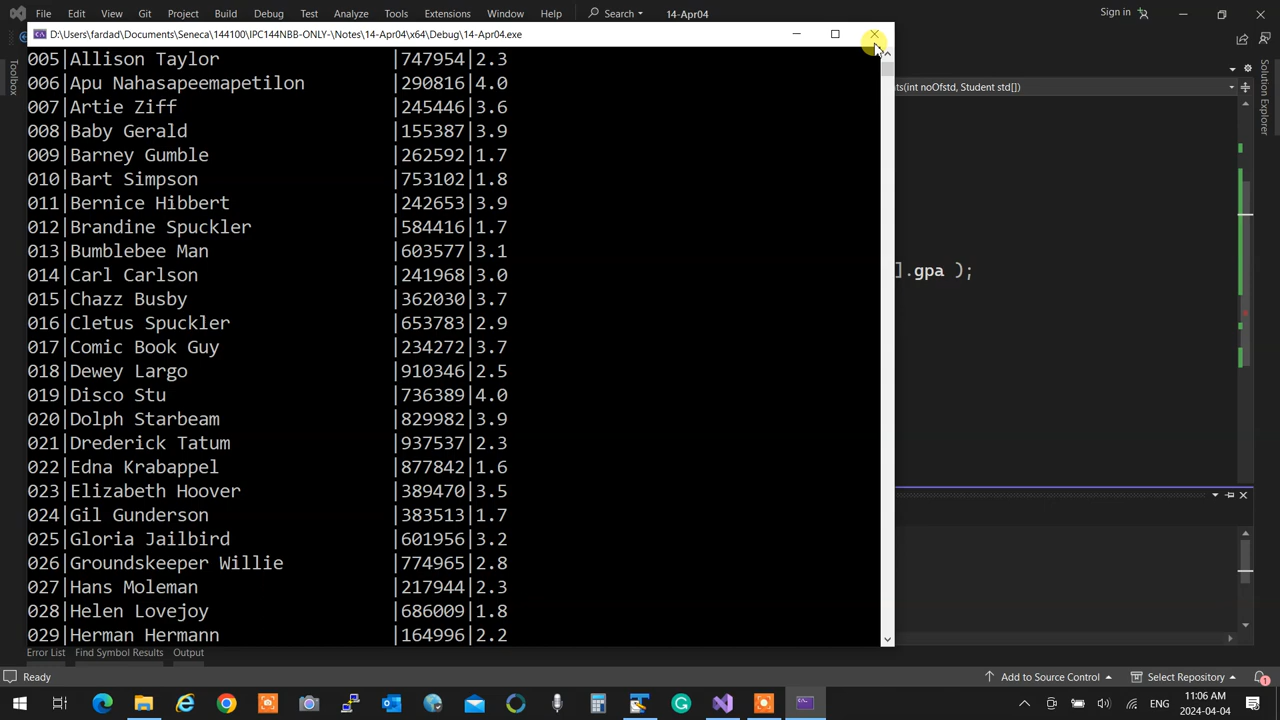 File Edit View Git Project Build Debug Test Analyze Tools Extensions Window Help Search 14-Apr04 Sign in
D:\Users\fardad\Documents\Seneca\144100\IPC144NBB-ONLY-\Notes\14-Apr04\x64\Debug\14-Apr04.exe
Toolbox
Solution Explorer
ts(int noOfstd, Student std[])
005|Allison Taylor |747954|2.3
006|Apu Nahasapeemapetilon |290816|4.0
007|Artie Ziff |245446|3.6
008|Baby Gerald |155387|3.9
009|Barney Gumble |262592|1.7
010|Bart Simpson |753102|1.8
011|Bernice Hibbert |242653|3.9
012|Brandine Spuckler |584416|1.7
013|Bumblebee Man |603577|3.1
014|Carl Carlson |241968|3.0
].gpa );
015|Chazz Busby |362030|3.7
016|Cletus Spuckler |653783|2.9
017|Comic Book Guy |234272|3.7
018|Dewey Largo |910346|2.5
019|Disco Stu |736389|4.0
020|Dolph Starbeam |829982|3.9
021|Drederick Tatum |937537|2.3
022|Edna Krabappel |877842|1.6
023|Elizabeth Hoover |389470|3.5
024|Gil Gunderson |383513|1.7
025|Gloria Jailbird |601956|3.2
026|Groundskeeper Willie |774965|2.8
027|Hans Moleman |217944|2.3
028|Helen Lovejoy |686009|1.8
029|Herman Hermann |164996|2.2
Error List Find Symbol Results Output
Ready Add to Source Control Select Repository 1
ENG 11:06 AM
2024-04-04